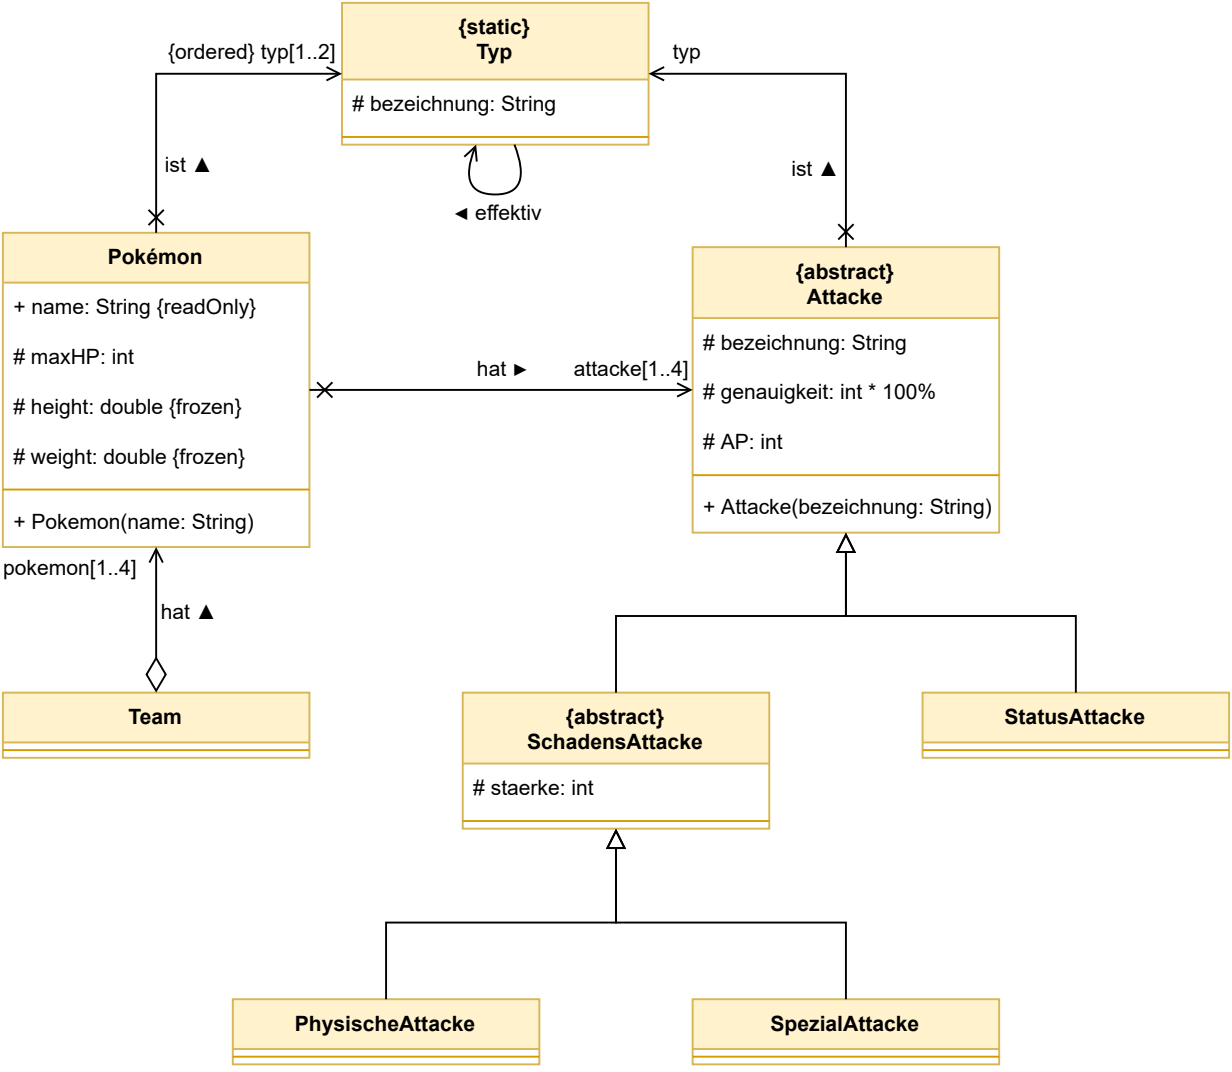 {static}
Typ
# bezeichnung: String
{ordered} typ[1..2]
typ
ist ▲
ist ▲
◄ effektiv
Pokémon
+ name: String {readOnly}
# maxHP: int
# height: double {frozen}
# weight: double {frozen}
+ Pokemon(name: String)
hat ►
attacke[1..4]
{abstract}
Attacke
# bezeichnung: String
# genauigkeit: int * 100%
# AP: int
+ Attacke(bezeichnung: String)
pokemon[1..4]
hat ▲
Team
{abstract}
SchadensAttacke
# staerke: int
StatusAttacke
PhysischeAttacke
SpezialAttacke